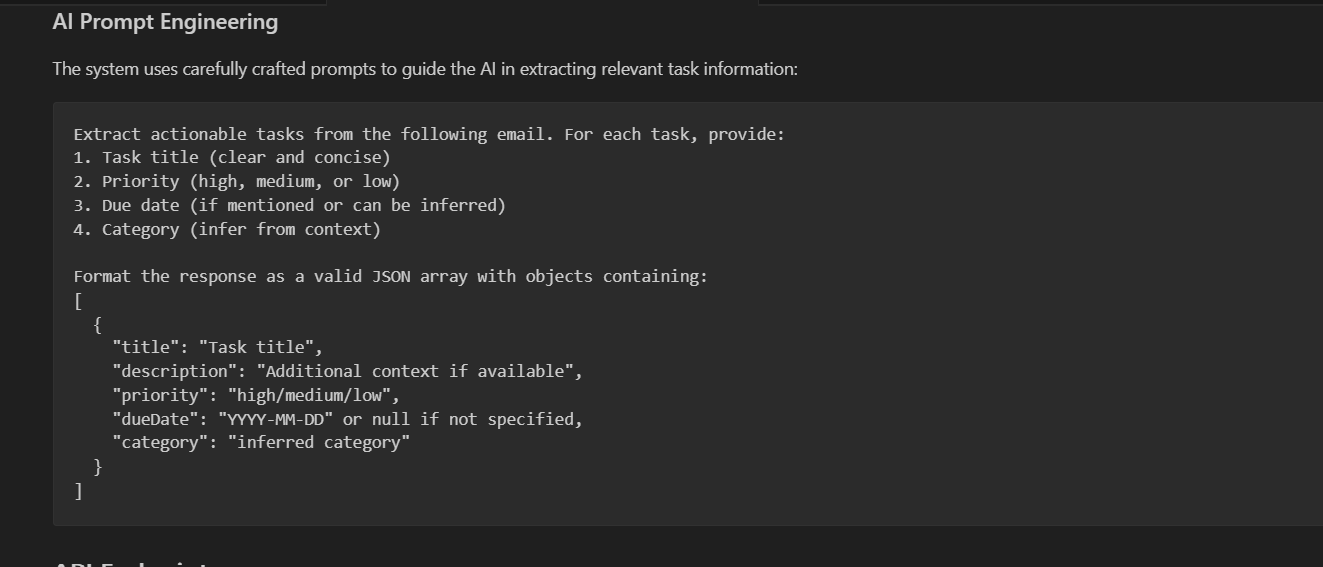 AI Prompt Engineering
The system uses carefully crafted prompts to guide the AI in extracting relevant task information:
Extract actionable tasks from the following email. For each task, provide:
1. Task title (clear and concise)
2. Priority (high, medium, or low)
3. Due date (if mentioned or can be inferred)
4. Category (infer from context)
Format the response as a valid JSON array with objects containing:
[
  {
    "title": "Task title",
    "description": "Additional context if available",
    "priority": "high/medium/low",
    "dueDate": "YYYY-MM-DD" or null if not specified,
    "category": "inferred category"
  }
]